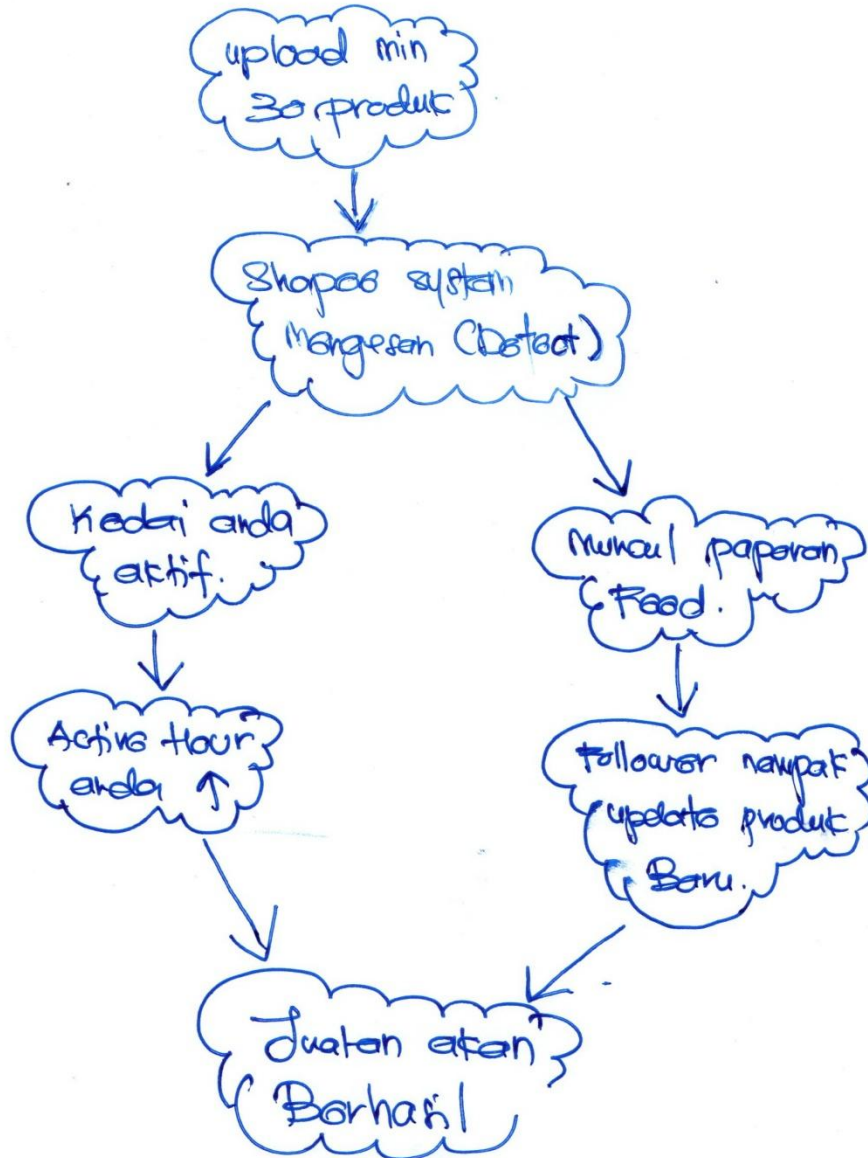 upload min
30 produk
Shopee system
Mengesan (Detect)
Kedai anda
aktif.
Muncul paparan
Feed.
Active Hour
anda ↑
Follower nampak
update produk
Baru.
Jualan akan
Berhasil